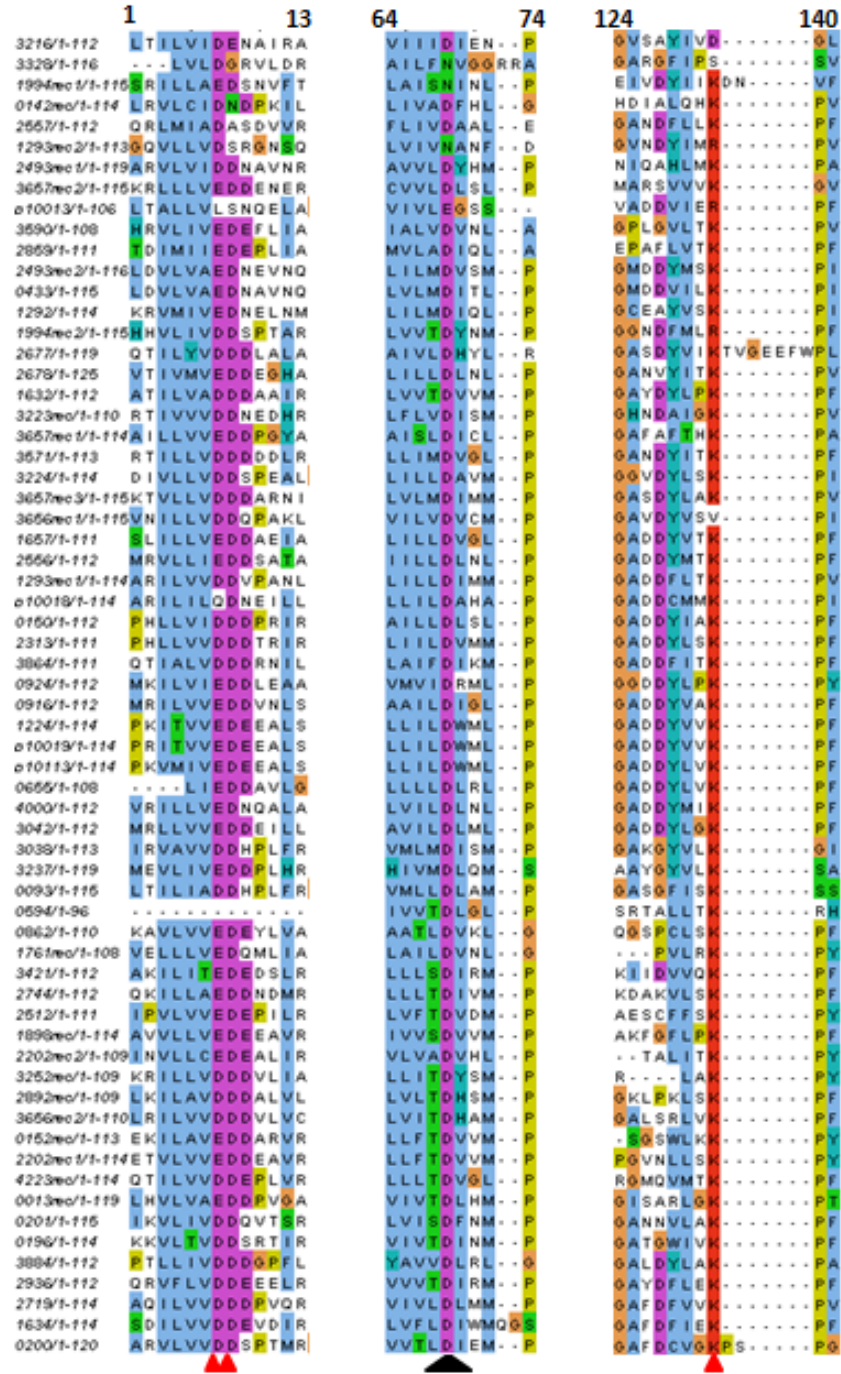 1 13 64 74 124 140
3216/1-112 LTILVIDENAIRA VIIIDIEN--P GVSAYIVD-------GL
3328/1-116 ---LVLDGRVLDR AILFNVGGRRA GARGFIPS-------SV
1994rec1/1-115 SRILLAEDSNVFT LAISNINL--P EIVDYIIKDN-----VF
0142rec/1-114 LRVLCIDNDPKIL LIVADFHL--G HDIALQHK-------PV
2557/1-112 QRLMIADASDVVR FLIVDAAL--E GANDFLLK-------PF
1293rec2/1-113 GQVLLVDSRGNSQ LIVNANF--D GVNDYIMR-------PV
2493rec1/1-119 ARVLVIDDNAVNR AVVLDYHM--P NIQAHLMK-------PA
3657rec2/1-115 KRLLLVEDDENER CVVLDLSL--P MARSVVVK-------GV
p10013/1-106 LTALLVLSNQELA VIVLEGSS--- VADDVIER-------PF
3590/1-108 HRVLIVEDEFLIA IALVDVNL--A GPLGVLTK-------PV
2859/1-111 TDIMIIEDEPLIA MVLADIQL--A EPAFLVTK-------PF
2493rec2/1-116 LDVLVAEDNEVNQ LILMDVSM--P GMDDYMSK-------PI
0433/1-115 LDVLVAEDNAVNQ LVLMDITL--P GMDDVILK-------PI
1292/1-114 KRVMIVEDNELNM LILMDIQL--P GCEAYVSK-------PI
1994rec2/1-115 HHVLIVDDSPTAR LVVTDYNM--P GGNDFMLR-------PF
2677/1-119 QTILYVDDDLALA AIVLDHYL--R GASDYVIKTVGEEFWPL
2678/1-125 VTIVMVEDDEGHA LILLDLNL--P GANVYITK-------PV
1632/1-112 ATILVADDDAAIR LVVTDVVM--P GAYDYLPK-------PF
3223rec/1-110 RTIVVVDDNEDHR LFLVDISM--P GHNDAIGK-------PV
3657rec1/1-114 AILLVVEDDPGYA AISLDICL--P GAFAFTHK-------PA
3571/1-113 RTILVVDDDDDLR LLIMDVGL--P GANDYITK-------PF
3224/1-114 DIVLLVDDSPEAL LILLDAVM--P GGVDYLSK-------PI
3657rec3/1-115 KTVLLVDDDARNI LVLMDIMM--P GASDYLAK-------PV
3656rec1/1-115 VNILLVDDQPAKL VILVDVCM--P GAVDYVSV-------PI
1657/1-111 SLILLVEDDAEIA LILLDVGL--P GADDYVTK-------PF
2556/1-112 MRVLLIEDDSATA LILLDLNL--P GADDYMTK-------PF
1293rec1/1-114 ARILVVDDVPANL LILLDIMM--P GADDFLTK-------PV
p10018/1-114 ARILILQDNEILL LLILDAHA--P GADDCMMK-------PI
0150/1-112 PHLLVIDDDPRIR AILLDLSL--P GADDYIAK-------PF
2313/1-111 PHLLVVDDDTRIR LIILDVMM--P GADDYLSK-------PF
3864/1-111 QTIALVDDDRNIL LAIFDIKM--P GADDFITK-------PF
0924/1-112 MKILVIEDDLEAA VMVIDRML--P GGDDYLPK-------PY
0916/1-112 MRILVVEDDVNLS AAILDIGL--P GADDYVAK-------PF
1224/1-114 PKITVVEDEEALS LLILDWML--P GADDYVVK-------PF
p10019/1-114 PRITVVEDEEALS LLILDWML--P GADDYVVK-------PF
p10113/1-114 PKVMIVEDEEALS LLILDWML--P GADDYVVK-------PF
0655/1-108 ----LIEDDAVLG LLLLDLRL--P GADDYLVK-------PF
4000/1-112 VRILLVEDNQALA LVILDLNL--P GADDYMIK-------PF
3042/1-112 MRLLVVEDDEILL AVILDLML--P GADDYLGK-------PF
3038/1-113 IRVAVVDDHPLFR VMLMDISM--P GAKGYVLK-------GI
3237/1-119 MEVLIVEDDPLHR HIVMDLQM--S AAYGYVLK-------SA
0093/1-115 LTILIADDHPLFR VMLLDLAM--P GASGFISK-------SS
0594/1-96 ------------- IVVTDLGL--P SRTALLTK-------RH
0862/1-110 KAVLVVEDEYLVA AATLDVKL--G QGSPCLSK-------PF
1761rec/1-108 VELLLVEDQMLIA LAILDVNL--G --PVLRK-------PY
3421/1-112 AKILITEDEDSLR LLLSDIRM--P KIIDVVQK-------PF
2744/1-112 QKILLAEDDNDMR LLLTDIVM--P KDAKVLSK-------PF
2512/1-111 IPVLVVEDEPILR LVFTDVDM--P AESCFFSK-------PY
1898rec/1-114 AVVLLVEDEALVR IVVSDVVM--P AKFGFLPK-------PF
2202rec2/1-109 INVLLCEDEALIR VLVADVHL--P --TALITK-------PY
3252rec/1-109 KRILLVDDDVLIA LLITDYSM--P R----LAK-------PY
2892rec/1-109 LKILAVDDDALVL LVLTDHSM--P GKLPKLSK-------PF
3656rec2/1-110 LRILVVDDDVLVC LVITDHAM--P GALSRLVK-------PF
0152rec/1-113 EKILAVEDDARVR LLFTDVVM--P -SGSWLKK-------PY
2202rec1/1-114 ETVLVVDDDEAVR LLFTDVVM--P PGVNLLSK-------PY
4223rec/1-114 QTILVVDDEPLVR LLLTDVGL--P RGMQVMTK-------PF
0013rec/1-119 LHVLVAEDDPVGA VIVTDLHM--P GISARLGK-------PT
0201/1-115 IKVLIVDDQVTSR LVISDFNM--P GANNVLAK-------PF
0196/1-114 KKVLTVDDSRTIR VIVTDINM--P GATGWIVK-------PF
3884/1-112 PTLLIVDDDGPFL YAVVDLRL--G GALDYLAK-------PA
2936/1-112 QRVFLVDDEEELR VVVTDIRM--P GAYDFLEK-------PF
2719/1-114 AQILVVDDDPVQR VIVLDLMM--P GAFDFVVK-------PV
1634/1-114 SDILVVDDEVDIR LVFLDIWMQGS GAFDFIEK-------PF
0200/1-120 ARVLVVDDSPTMR VVTLDIEM--P GAFDCVGKPS-----PG